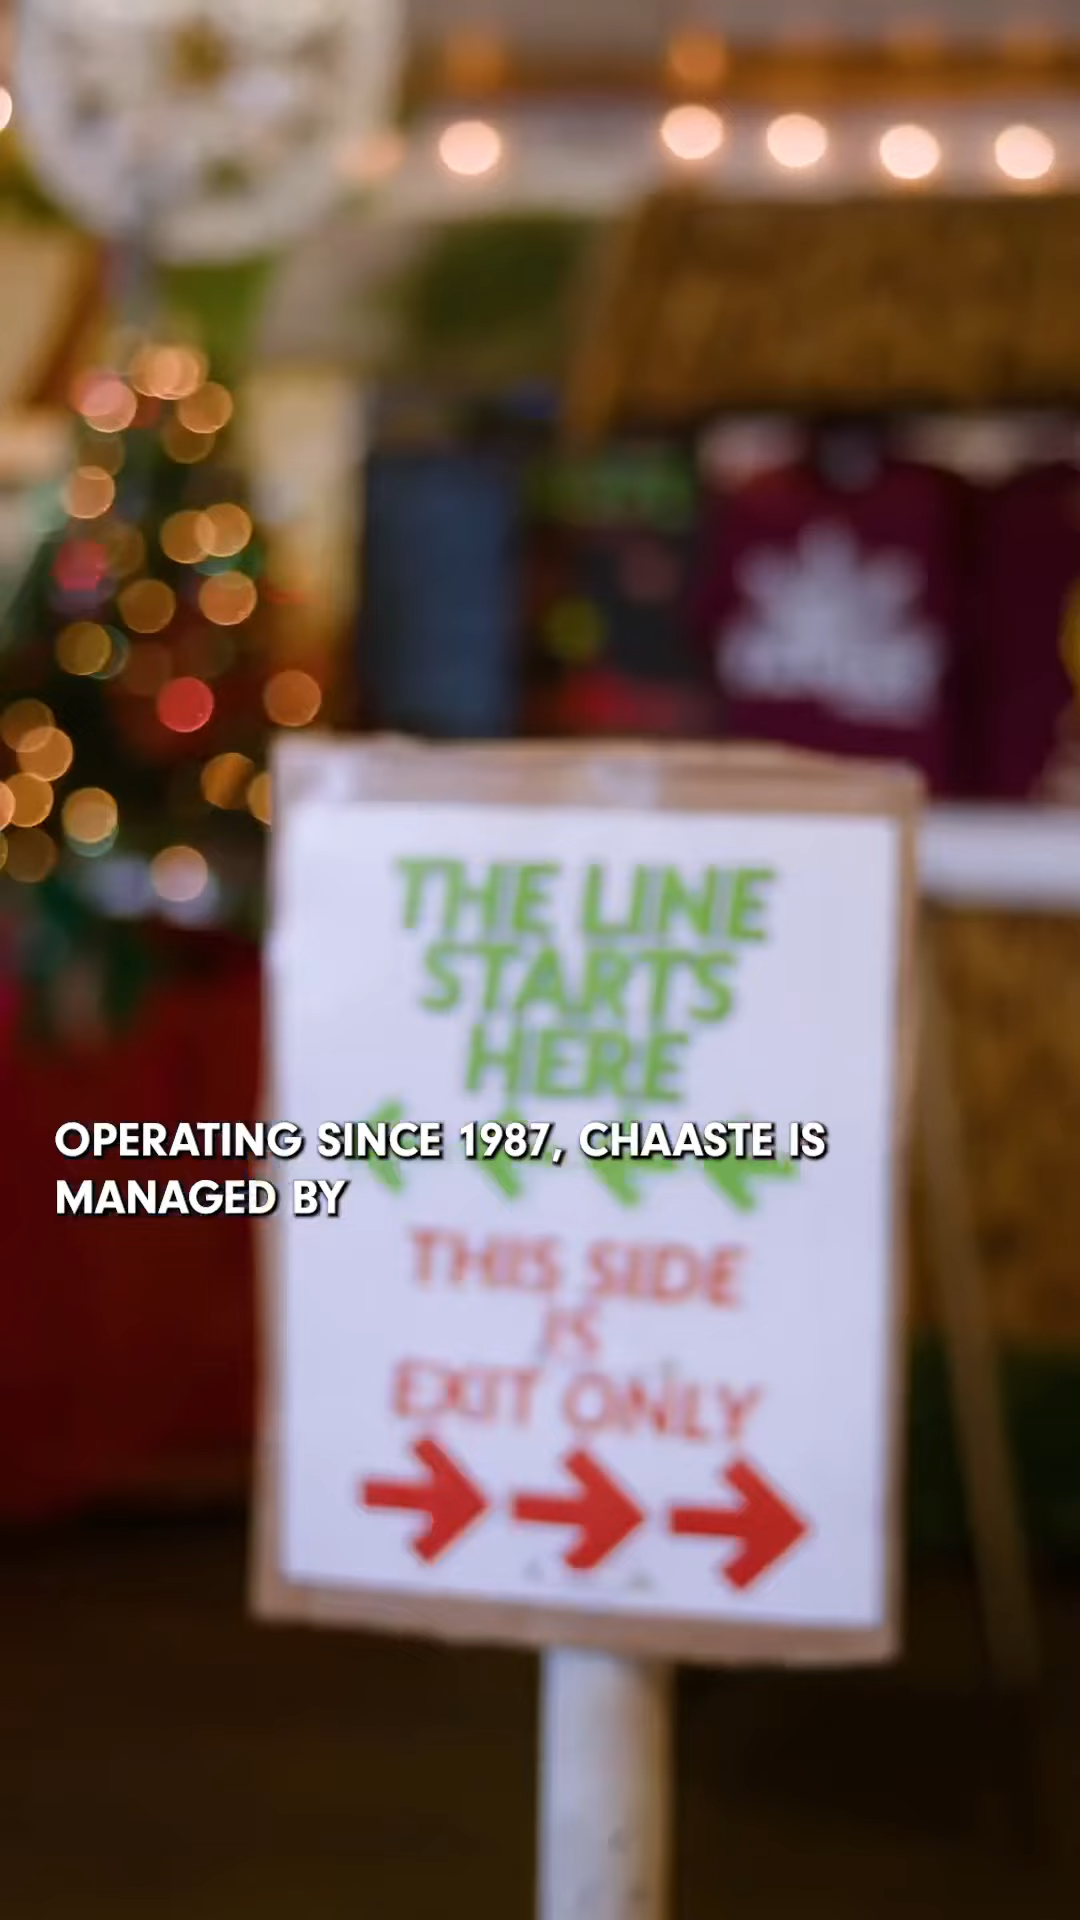 THE LINE
STARTS
HERE
OPERATING SINCE 1987, CHAASTE IS
MANAGED BY
THIS SIDE
IS
EXIT ONLY